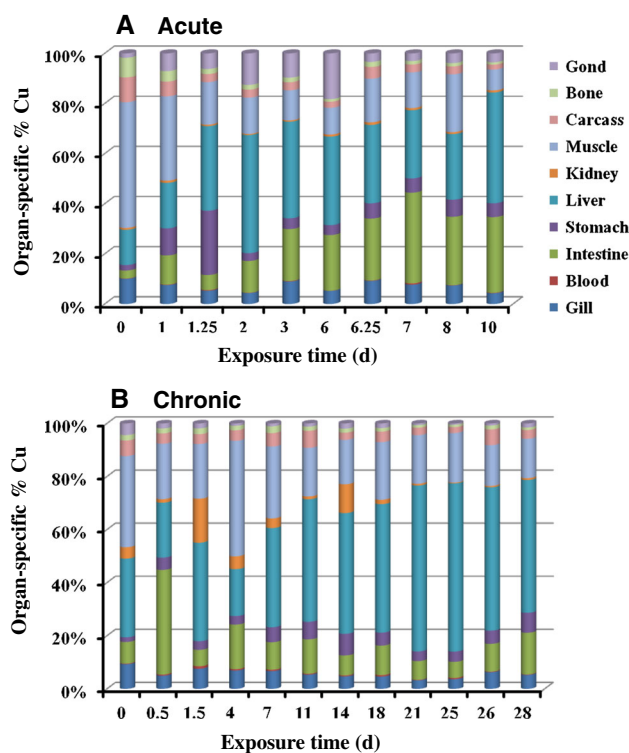 A Acute
Organ-specific % Cu
100%
80%
60%
40%
20%
0%
0 1 1.25 2 3 6 6.25 7 8 10
Exposure time (d)
Gond
Bone
Carcass
Muscle
Kidney
Liver
Stomach
Intestine
Blood
Gill
B Chronic
Organ-specific % Cu
100%
80%
60%
40%
20%
0%
0 0.5 1.5 4 7 11 14 18 21 25 26 28
Exposure time (d)